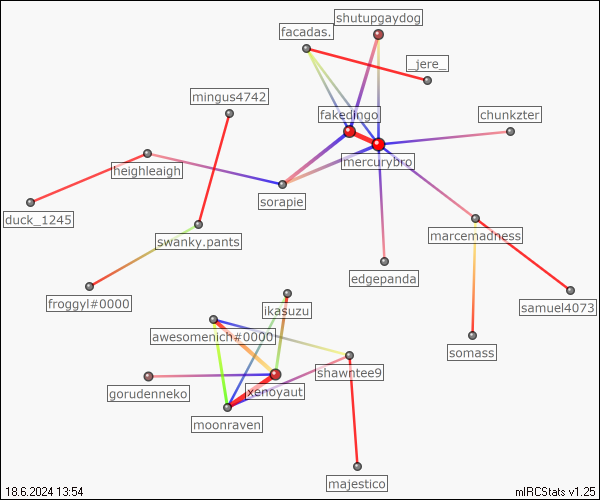 shutupgaydog
facadas.
_jere_
mingus4742
fakedingo
chunkzter
mercurybro
heighleaigh
sorapie
duck_1245
marcemadness
swanky.pants
edgepanda
froggyl#0000
ikasuzu
samuel4073
awesomenich#0000
somass
shawntee9
gorudenneko
xenoyaut
moonraven
majestico
18.6.2024 13:54
mIRCStats v1.25